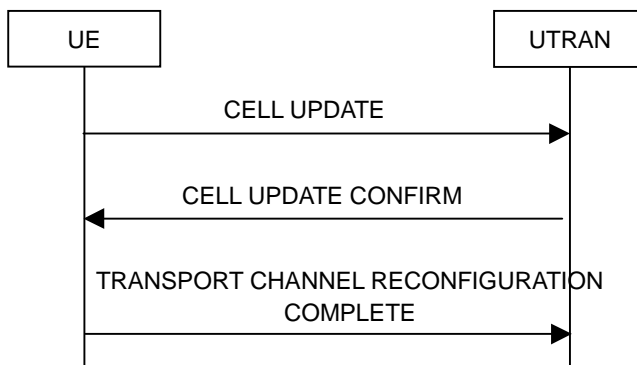 UE
UTRAN
CELL UPDATE
CELL UPDATE CONFIRM
TRANSPORT CHANNEL RECONFIGURATION
COMPLETE